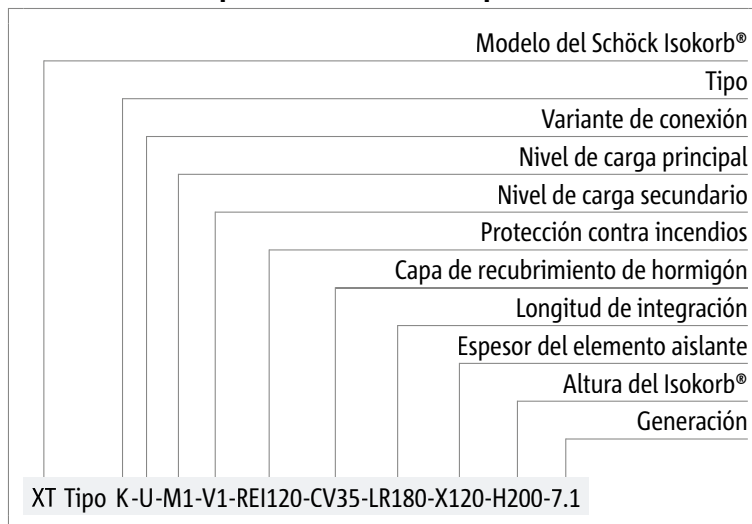 Modelo del Schöck Isokorb®
Tipo
Variante de conexión
Nivel de carga principal
Nivel de carga secundario
Protección contra incendios
Capa de recubrimiento de hormigón
Longitud de integración
Espesor del elemento aislante
Altura del Isokorb®
Generación
XT Tipo K-U-M1-V1-REI120-CV35-LR180-X120-H200-7.1